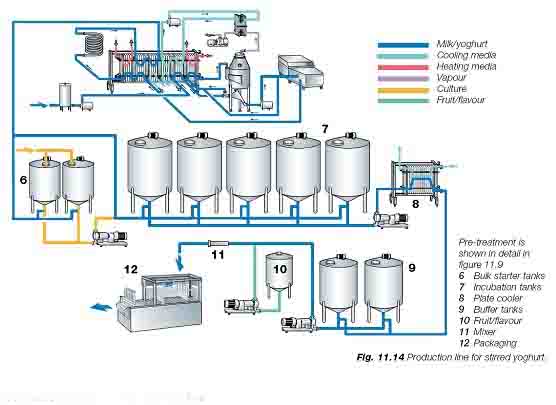 Milk/yoghurt
Cooling media
Heating media
Vapour
Culture
Fruit/flavour
7
6
8
Pre-treatment is
shown in detail in
figure 11.9
6 Bulk starter tanks
7 Incubation tanks
8 Plate cooler
9 Buffer tanks
10 Fruit/flavour
11 Mixer
12 Packaging
11
12
10
9
Fig. 11.14 Production line for stirred yoghurt.